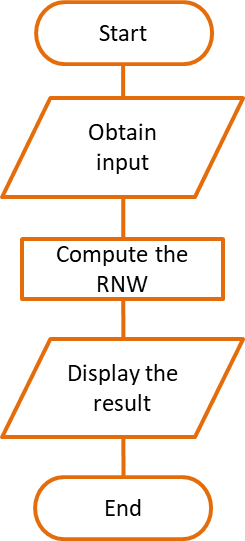 Start
Obtain
input
Compute the
RNW
Display the
result
End